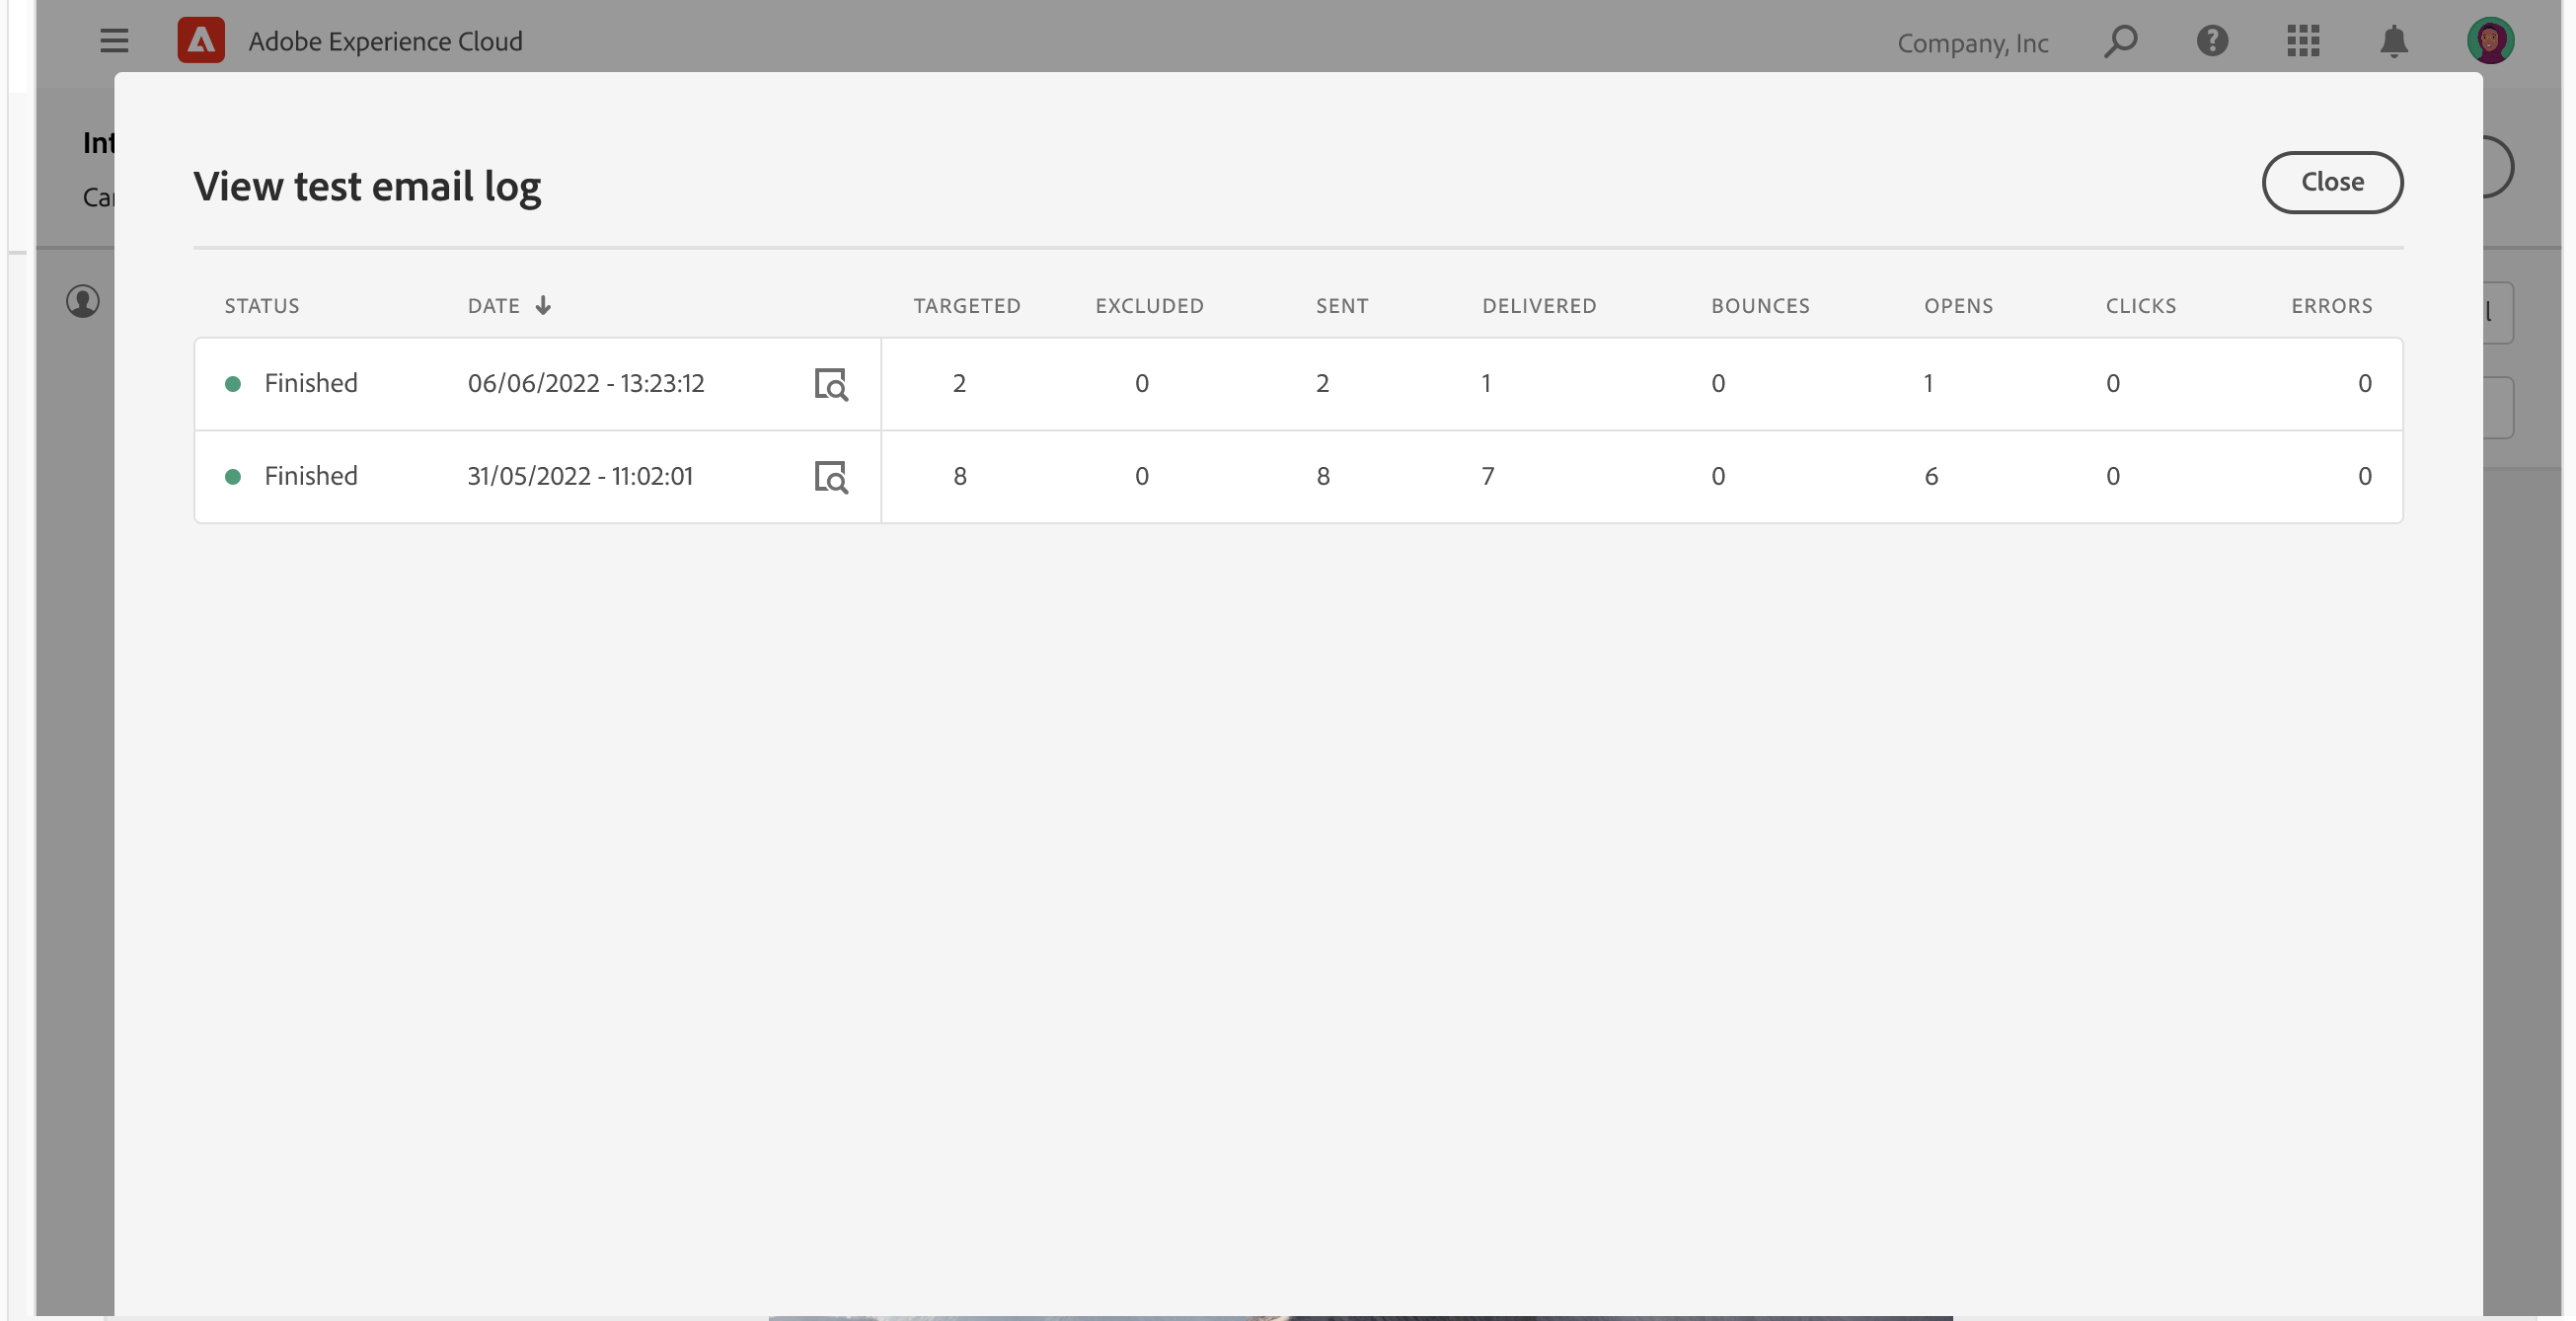 Adobe Experience Cloud
Company, Inc
Int
Car
View test email log
Close
STATUS DATE TARGETED EXCLUDED SENT DELIVERED BOUNCES OPENS CLICKS ERRORS
Finished 06/06/2022 - 13:23:12 2 0 2 1 0 1 0 0
Finished 31/05/2022 - 11:02:01 8 0 8 7 0 6 0 0
l